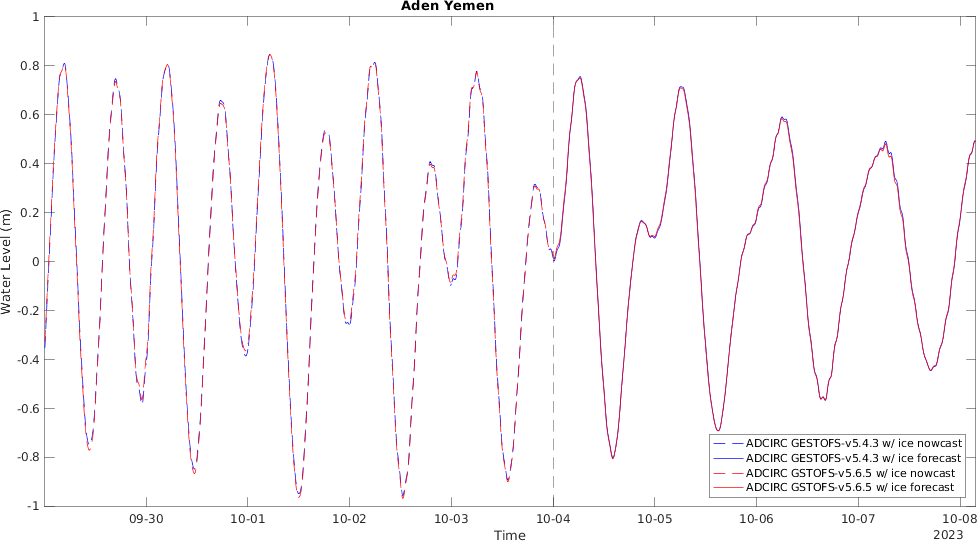 Aden Yemen
1
0.8
0.6
0.4
0.2
0
-0.2
-0.4
-0.6
-0.8
-1
Water Level (m)
ADCIRC GESTOFS-v5.4.3 w/ ice nowcast
ADCIRC GESTOFS-v5.4.3 w/ ice forecast
ADCIRC GSTOFS-v5.6.5 w/ ice nowcast
ADCIRC GSTOFS-v5.6.5 w/ ice forecast
09-30 10-01 10-02 10-03 10-04 10-05 10-06 10-07 10-08
Time
2023